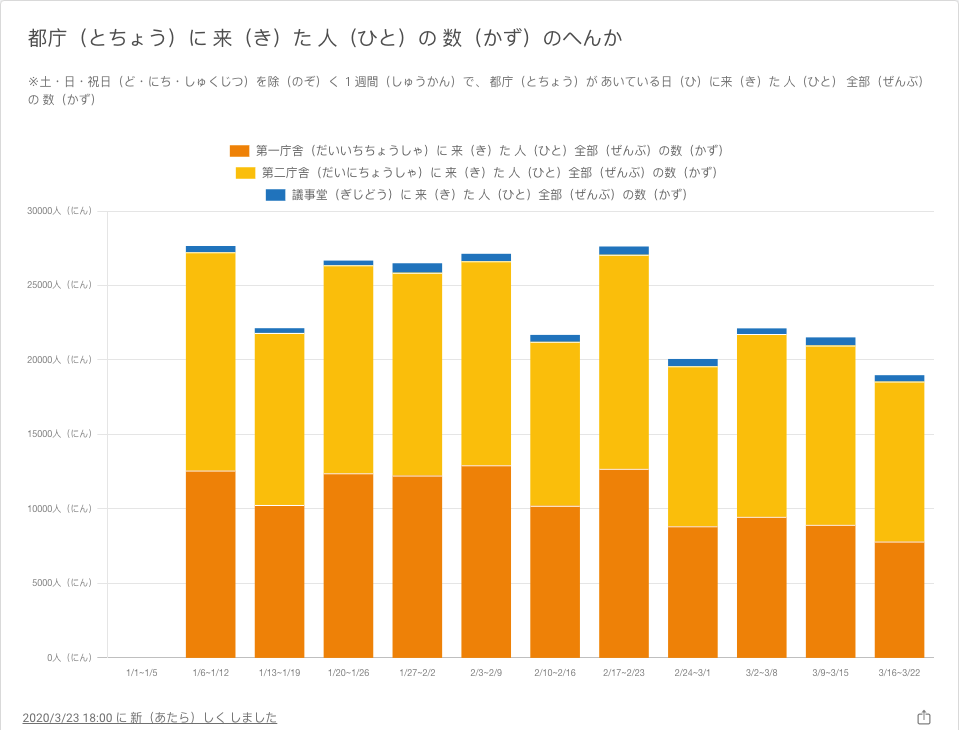 都庁（とちょう）に 来（き）た 人（ひと）の 数（かず）のへんか
※土・日・祝日（ど・にち・しゅくじつ）を除（のぞ）く 1 週間（しゅうかん）で、 都庁（とちょう）が あいている日（ひ）に来（き）た 人（ひと） 全部（ぜんぶ）
の 数（かず）
第一庁舎（だいいちちょうしゃ）に 来（き）た 人（ひと）全部（ぜんぶ）の数（かず）
第二庁舎（だいにちょうしゃ）に 来（き）た 人（ひと）全部（ぜんぶ）の数（かず）
議事堂（ぎじどう）に 来（き）た 人（ひと）全部（ぜんぶ）の数（かず）
30000人（にん）
25000人（にん）
20000人（にん）
15000人（にん）
10000人（にん）
5000人（にん）
0人（にん）
1/1~1/5 1/6~1/12 1/13~1/19 1/20~1/26 1/27~2/2 2/3~2/9 2/10~2/16 2/17~2/23 2/24~3/1 3/2~3/8 3/9~3/15 3/16~3/22
2020/3/23 18:00 に 新（あたら）しく しました